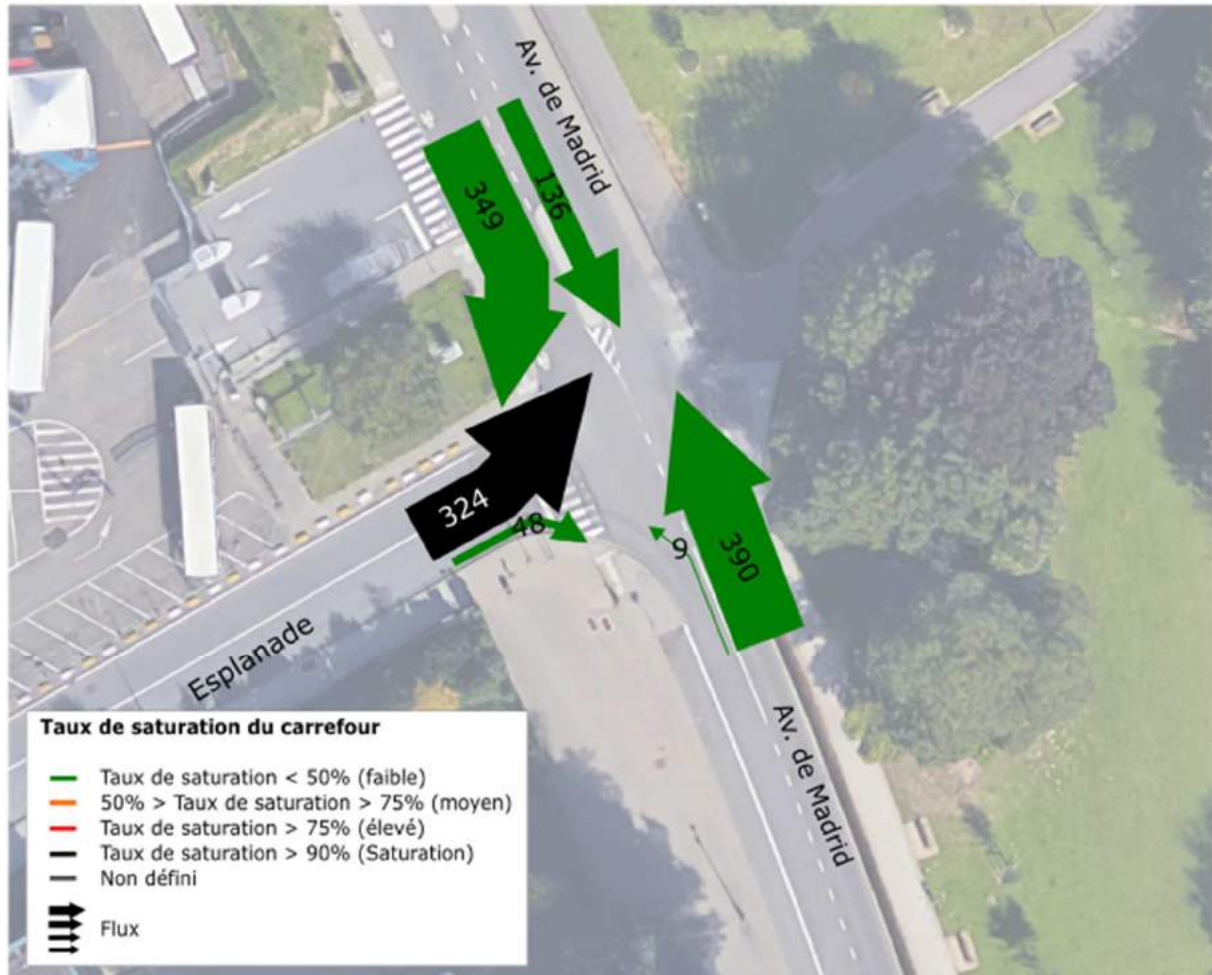 Av. de Madrid
349
136
324
48
9
390
Esplanade
Av. de Madrid
Taux de saturation du carrefour
Taux de saturation < 50% (faible)
50% > Taux de saturation > 75% (moyen)
Taux de saturation > 75% (élevé)
Taux de saturation > 90% (Saturation)
Non défini
Flux